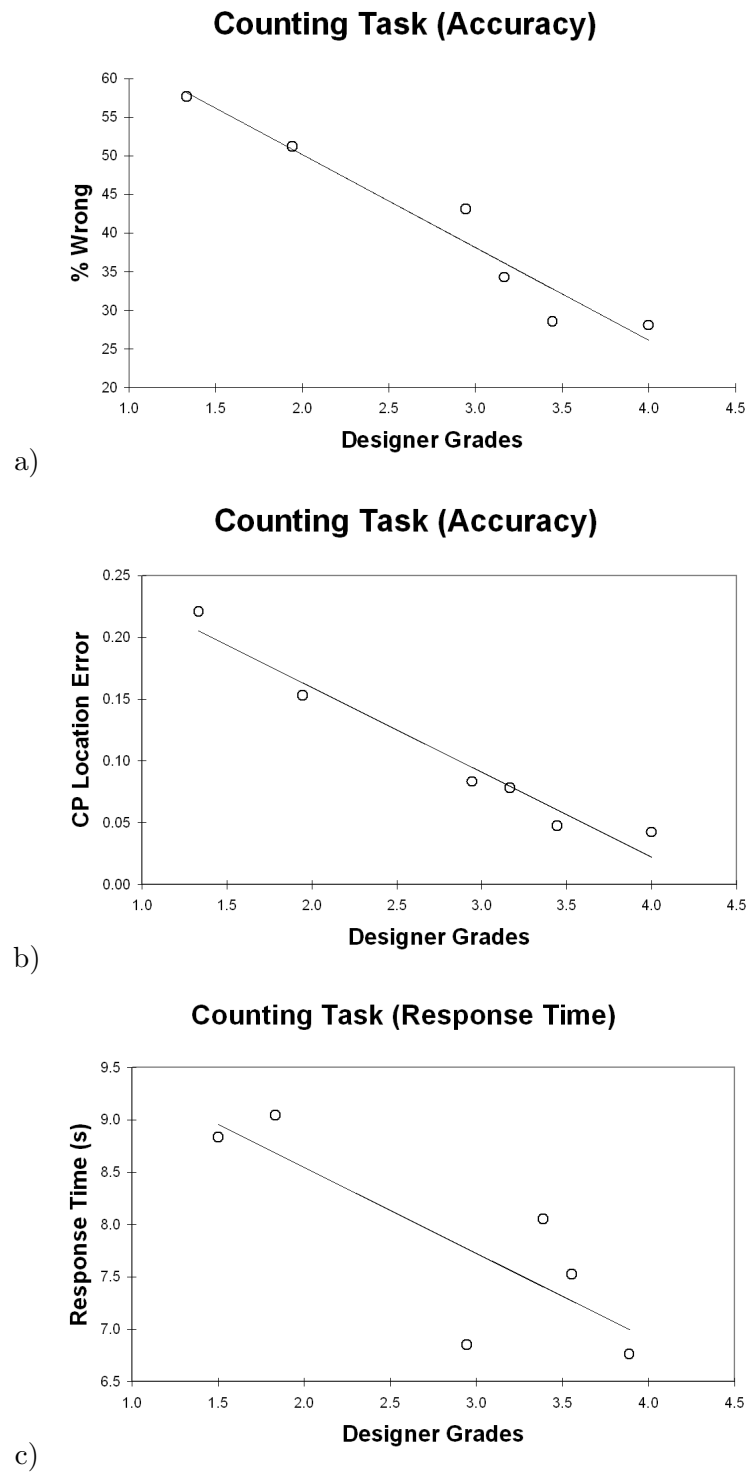 Counting Task (Accuracy)
60
55
50
45
40
35
30
25
20
% Wrong
1.0 1.5 2.0 2.5 3.0 3.5 4.0 4.5
Designer Grades
a)
Counting Task (Accuracy)
0.25
0.20
0.15
0.10
0.05
0.00
CP Location Error
1.0 1.5 2.0 2.5 3.0 3.5 4.0 4.5
Designer Grades
b)
Counting Task (Response Time)
9.5
9.0
8.5
8.0
7.5
7.0
6.5
Response Time (s)
1.0 1.5 2.0 2.5 3.0 3.5 4.0 4.5
Designer Grades
c)